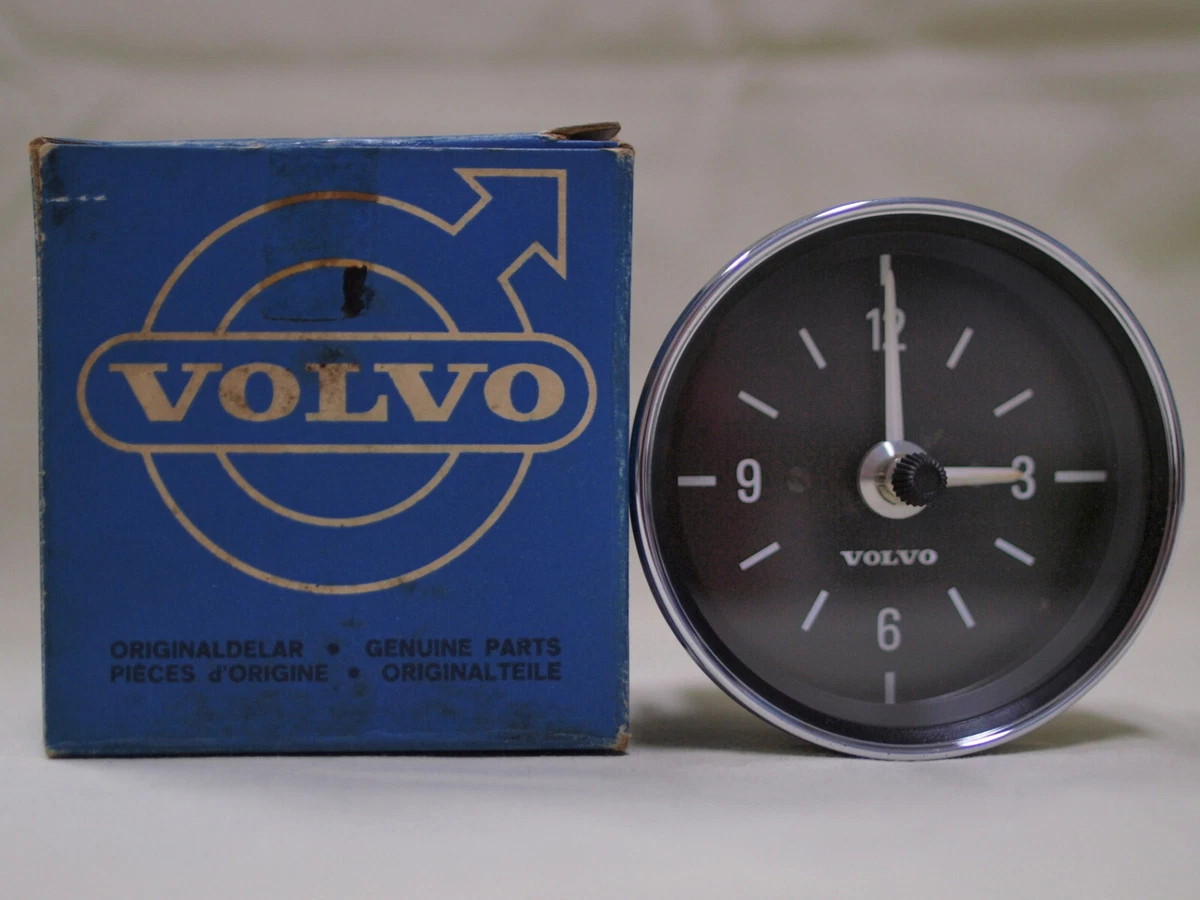 VOLVO
ORIGINALDELAR • GENUINE PARTS
PIÈCES d'ORIGINE • ORIGINALTEILE
12
9 3
VOLVO
6